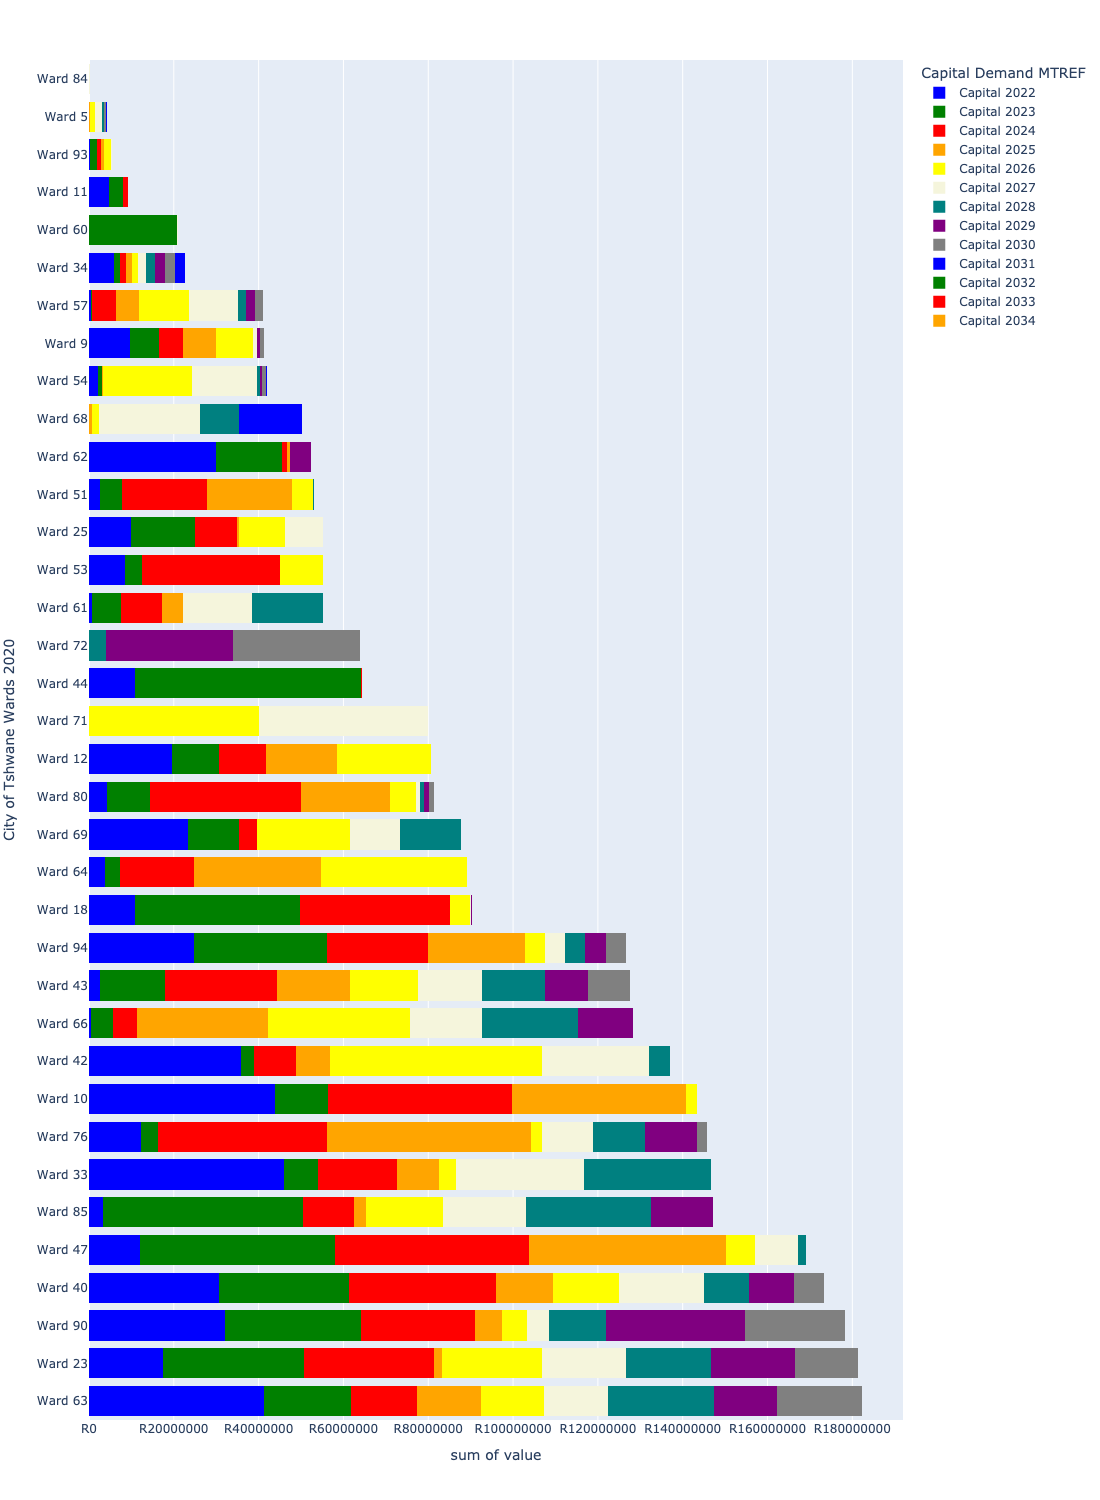 Capital Demand MTREF
Capital 2022
Capital 2023
Capital 2024
Capital 2025
Capital 2026
Capital 2027
Capital 2028
Capital 2029
Capital 2030
Capital 2031
Capital 2032
Capital 2033
Capital 2034
City of Tshwane Wards 2020
Ward 84
Ward 5
Ward 93
Ward 11
Ward 60
Ward 34
Ward 57
Ward 9
Ward 54
Ward 68
Ward 62
Ward 51
Ward 25
Ward 53
Ward 61
Ward 72
Ward 44
Ward 71
Ward 12
Ward 80
Ward 69
Ward 64
Ward 18
Ward 94
Ward 43
Ward 66
Ward 42
Ward 10
Ward 76
Ward 33
Ward 85
Ward 47
Ward 40
Ward 90
Ward 23
Ward 63
R0 R20000000 R40000000 R60000000 R80000000 R100000000 R120000000 R140000000 R160000000 R180000000
sum of value